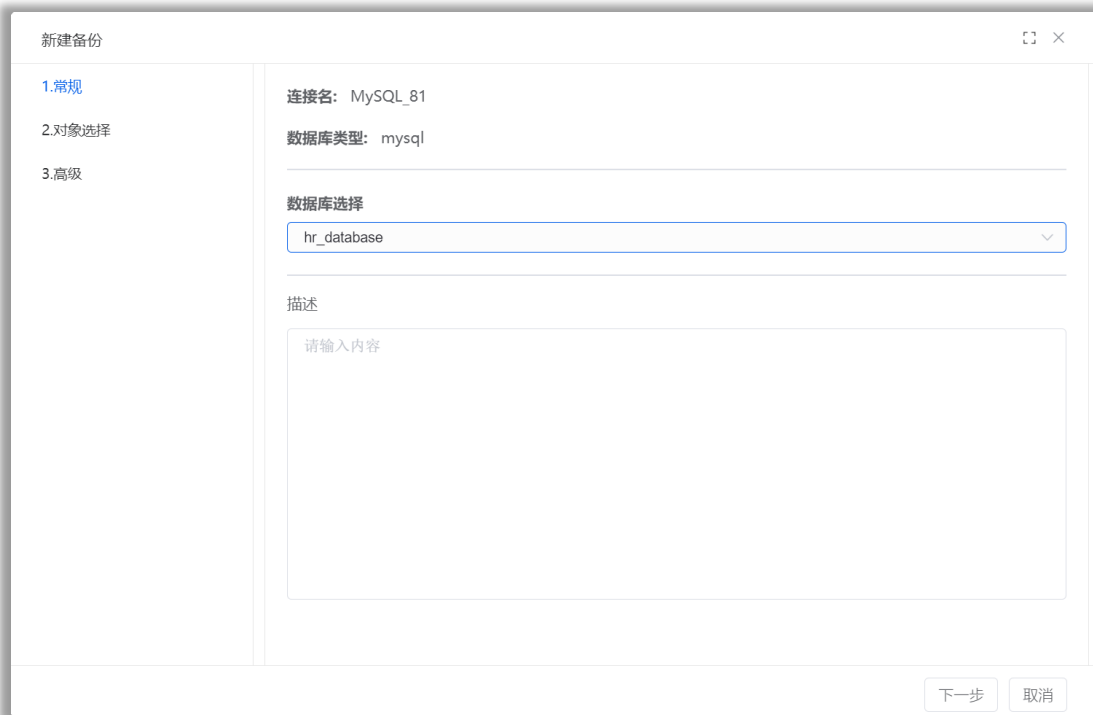 新建备份
1.常规
2.对象选择
3.高级
连接名: MySQL_81
数据库类型: mysql
数据库选择
hr_database
描述
请输入内容
下一步 取消